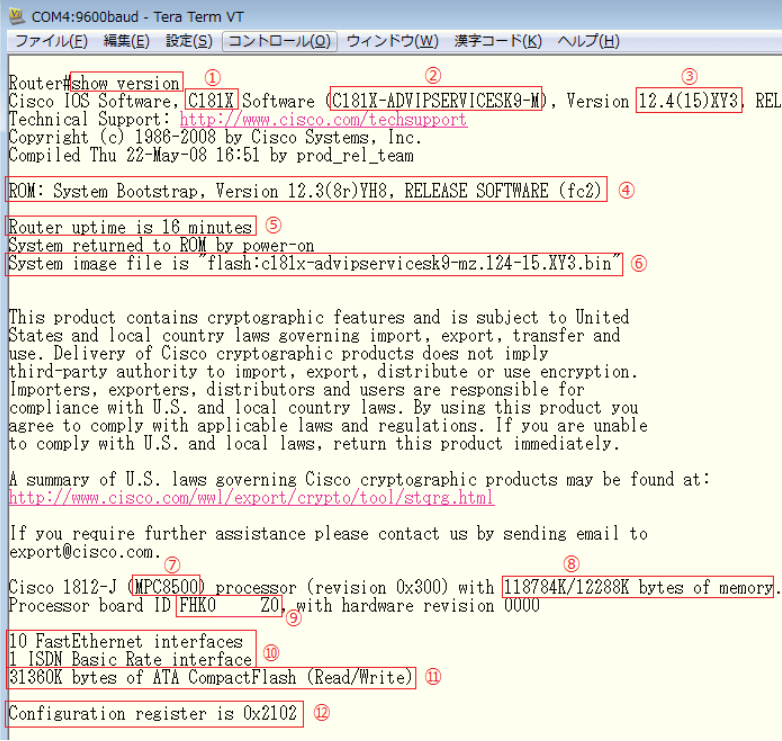 COM4:9600baud - Tera Term VT
ファイル(F) 編集(E) 設定(S) コントロール(O) ウィンドウ(W) 漢字コード(K) ヘルプ(H)
① ② ③
Router#show version
Cisco IOS Software, C181X Software (C181X-ADVIPSERVICESK9-M), Version 12.4(15)XY3, REL
Technical Support: http://www.cisco.com/techsupport
Copyright (c) 1986-2008 by Cisco Systems, Inc.
Compiled Thu 22-May-08 16:51 by prod_rel_team
ROM: System Bootstrap, Version 12.3(8r)YH8, RELEASE SOFTWARE (fc2) ④
Router uptime is 16 minutes ⑤
System returned to ROM by power-on
System image file is "flash:c181x-advipservicesk9-mz.124-15.XY3.bin" ⑥
This product contains cryptographic features and is subject to United
States and local country laws governing import, export, transfer and
use. Delivery of Cisco cryptographic products does not imply
third-party authority to import, export, distribute or use encryption.
Importers, exporters, distributors and users are responsible for
compliance with U.S. and local country laws. By using this product you
agree to comply with applicable laws and regulations. If you are unable
to comply with U.S. and local laws, return this product immediately.
A summary of U.S. laws governing Cisco cryptographic products may be found at:
http://www.cisco.com/wwl/export/crypto/tool/stqrg.html
If you require further assistance please contact us by sending email to
export@cisco.com.
⑦ ⑧
Cisco 1812-J (MPC8500) processor (revision 0x300) with 118784K/12288K bytes of memory.
Processor board ID FHK0 Z0, with hardware revision 0000
⑨
10 FastEthernet interfaces
1 ISDN Basic Rate interface ⑩
31360K bytes of ATA CompactFlash (Read/Write) ⑪
Configuration register is 0x2102 ⑫